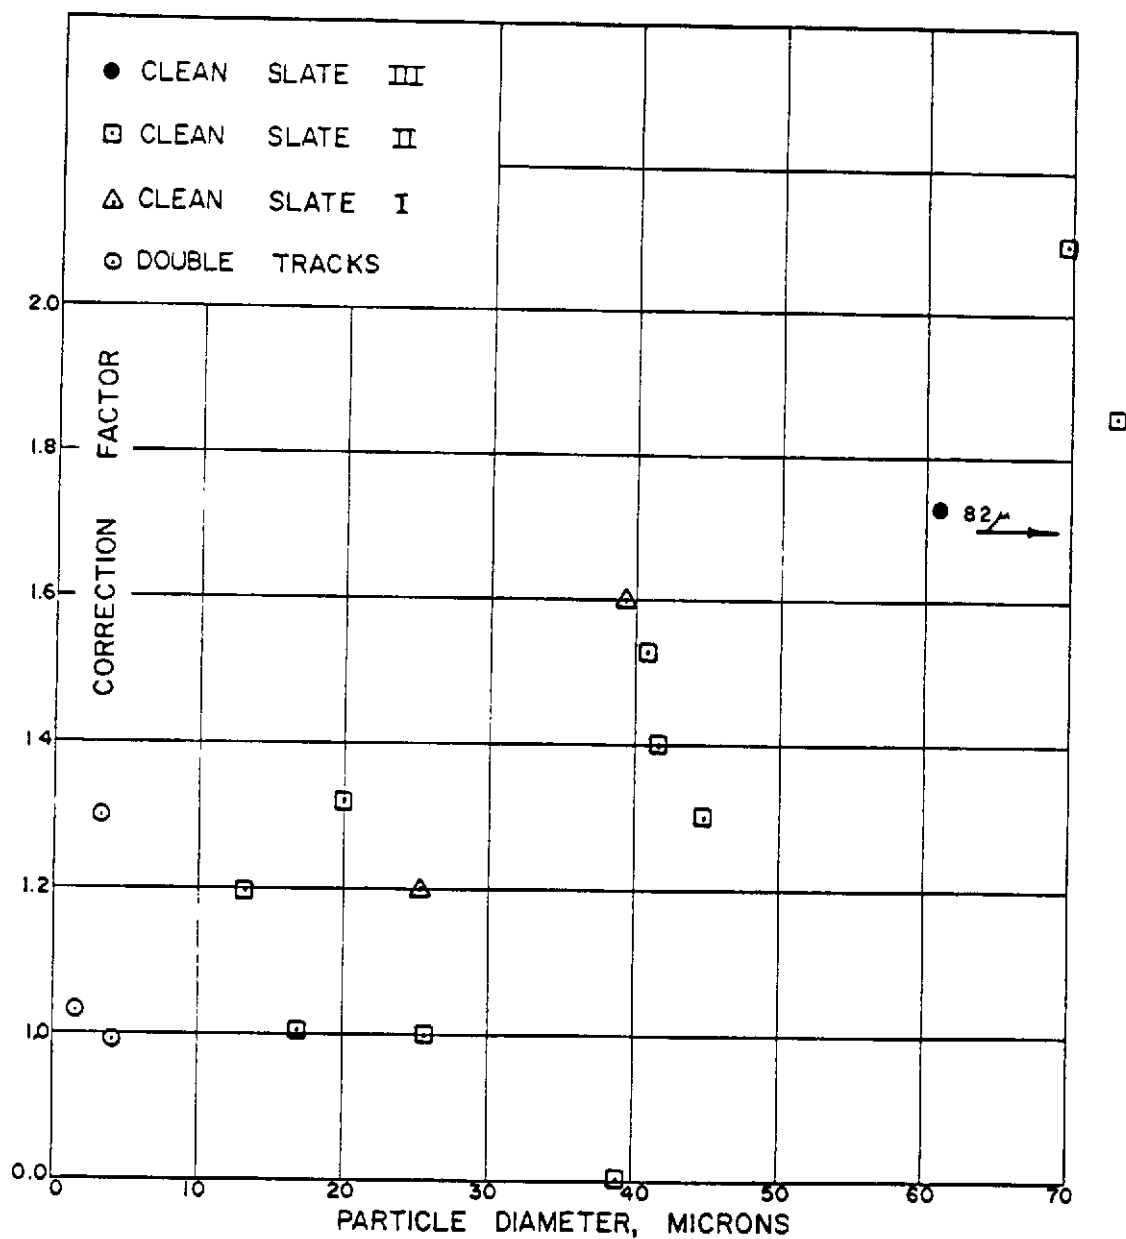 CLEAN SLATE III
CLEAN SLATE II
CLEAN SLATE I
DOUBLE TRACKS
2.0
1.8
1.6
1.4
1.2
1.0
0.0
CORRECTION FACTOR
82μ
0 10 20 30 40 50 60 70
PARTICLE DIAMETER, MICRONS